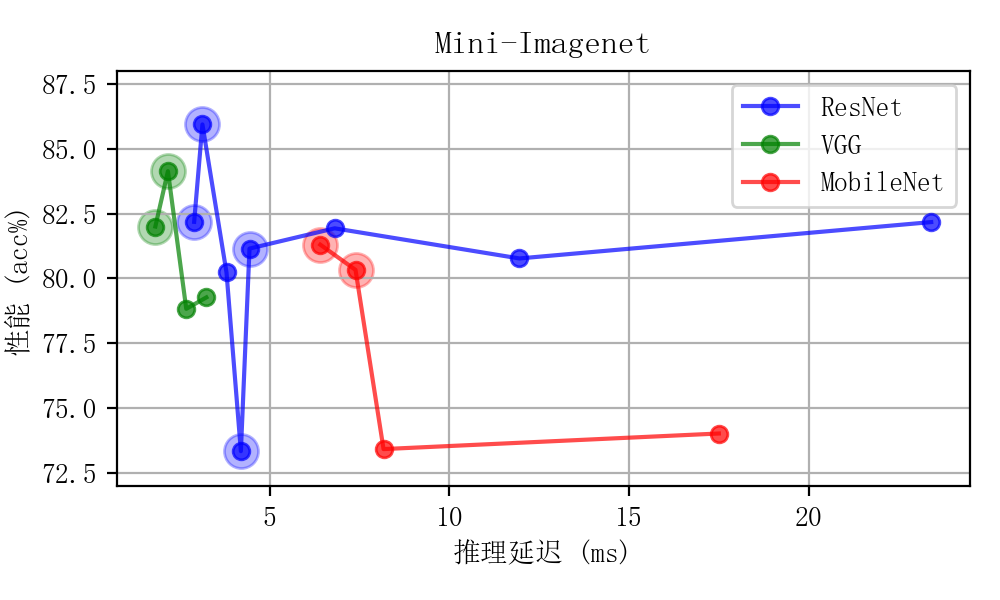 Mini-Imagenet
87.5
85.0
82.5
80.0
77.5
75.0
72.5
性能 (acc%)
ResNet
VGG
MobileNet
5 10 15 20
推理延迟 (ms)